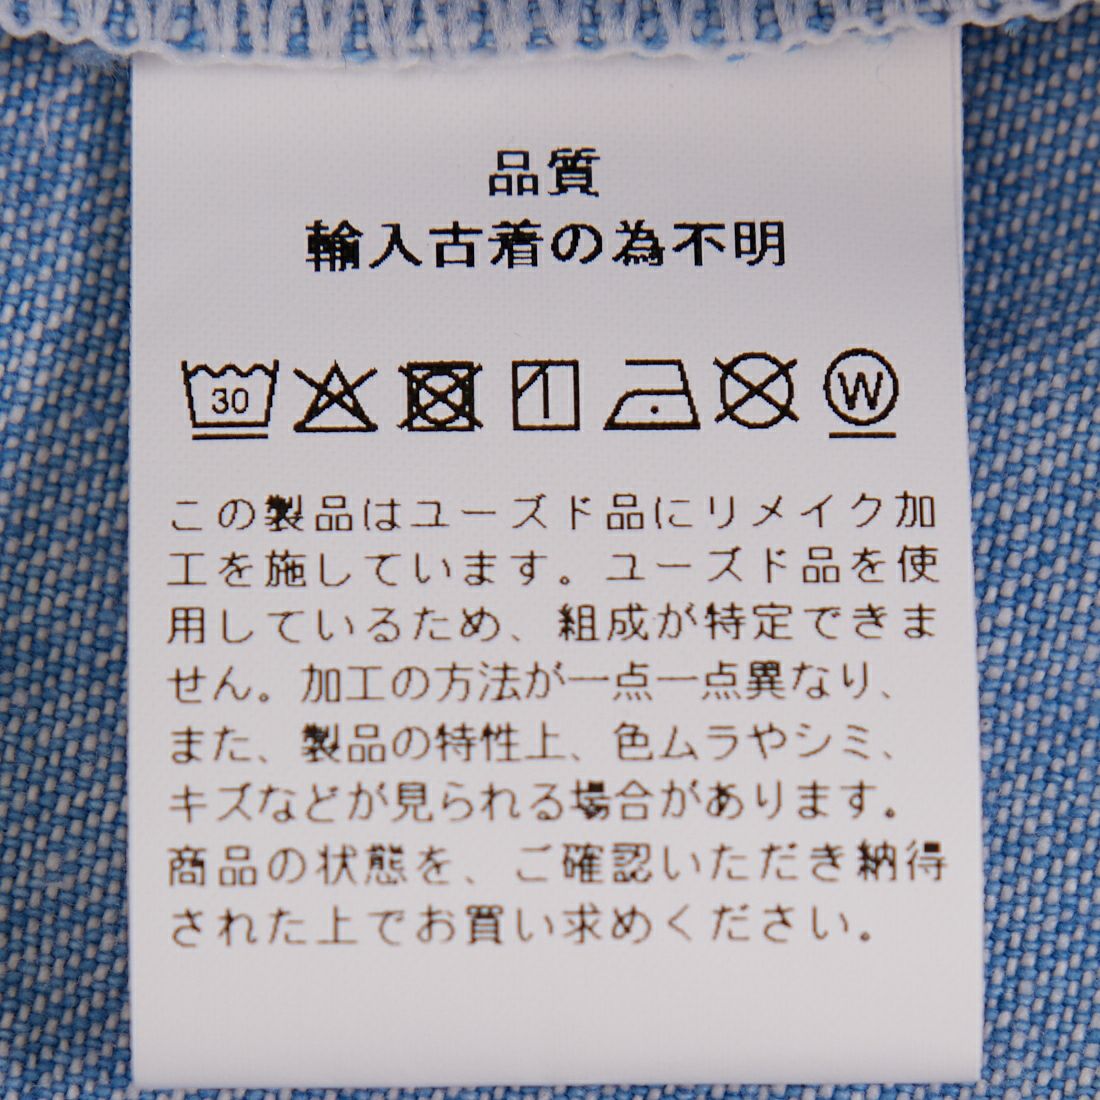 品質
輸入古着の為不明
30 W
この製品はユーズド品にリメイク加
工を施しています。ユーズド品を使
用しているため、組成が特定できま
せん。加工の方法が一点一点異なり、
また、製品の特性上、色ムラやシミ、
キズなどが見られる場合があります。
商品の状態を、ご確認いただき納得
された上でお買い求めください。